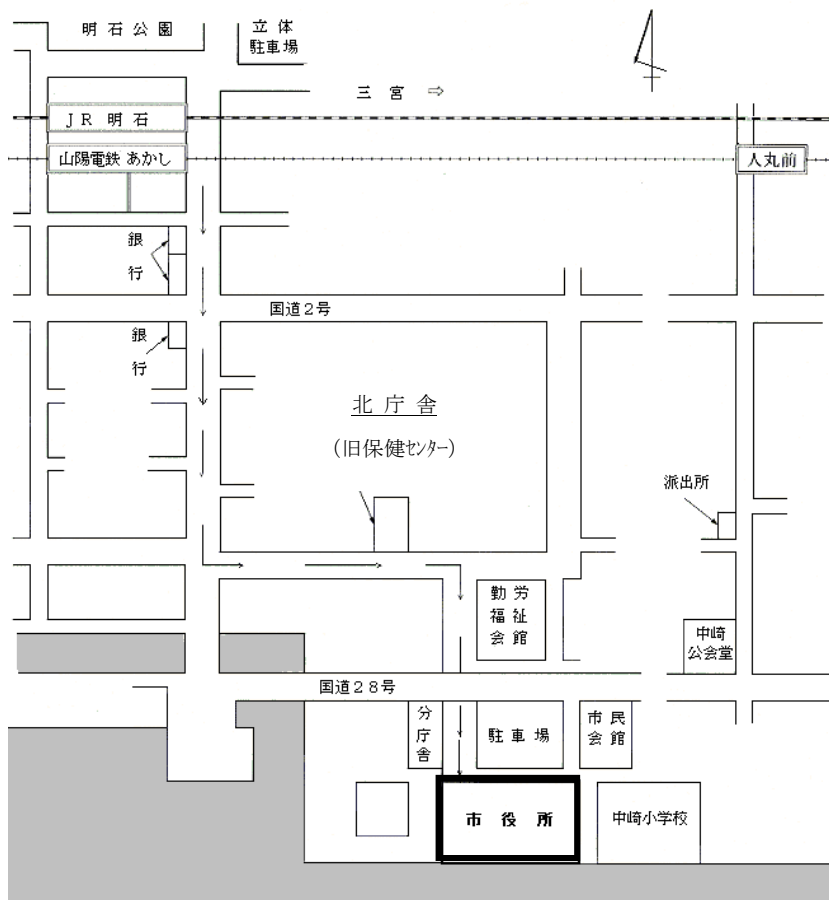 明石公園
立体
駐車場
三宮 ⇒
JR 明石
山陽電鉄 あかし
人丸前
銀
行
国道2号
銀
行
北庁舎
(旧保健センター)
派出所
勤労
福祉
会館
中崎
公会堂
国道28号
分
庁
舎
駐車場
市民
会館
市役所
中崎小学校